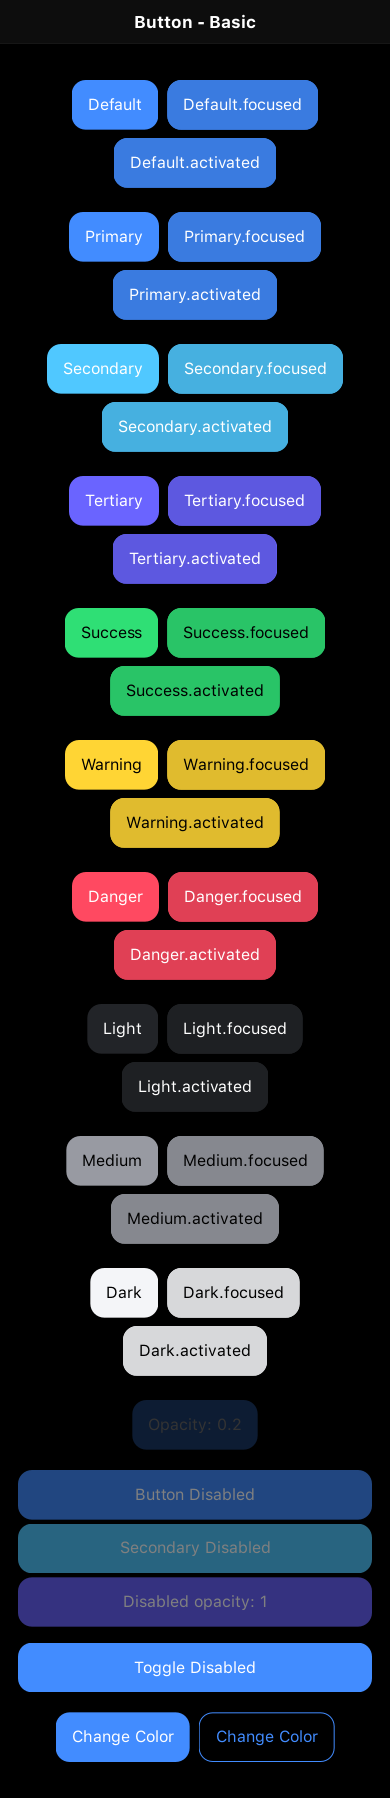 Button - Basic
Default Default.focused
Default.activated
Primary Primary.focused
Primary.activated
Secondary Secondary.focused
Secondary.activated
Tertiary Tertiary.focused
Tertiary.activated
Success Success.focused
Success.activated
Warning Warning.focused
Warning.activated
Danger Danger.focused
Danger.activated
Light Light.focused
Light.activated
Medium Medium.focused
Medium.activated
Dark Dark.focused
Dark.activated
Opacity: 0.2
Button Disabled
Secondary Disabled
Disabled opacity: 1
Toggle Disabled
Change Color Change Color